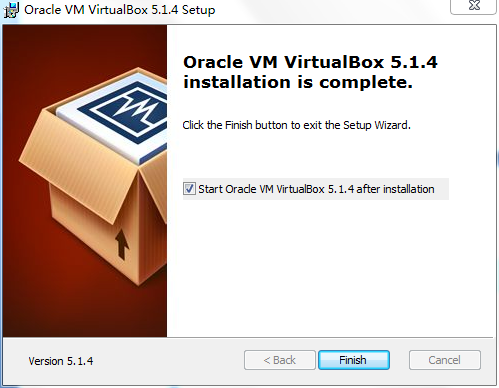 Oracle VM VirtualBox 5.1.4 Setup
Oracle VM VirtualBox 5.1.4
installation is complete.
Click the Finish button to exit the Setup Wizard.
Start Oracle VM VirtualBox 5.1.4 after installation
Version 5.1.4
< Back
Finish
Cancel